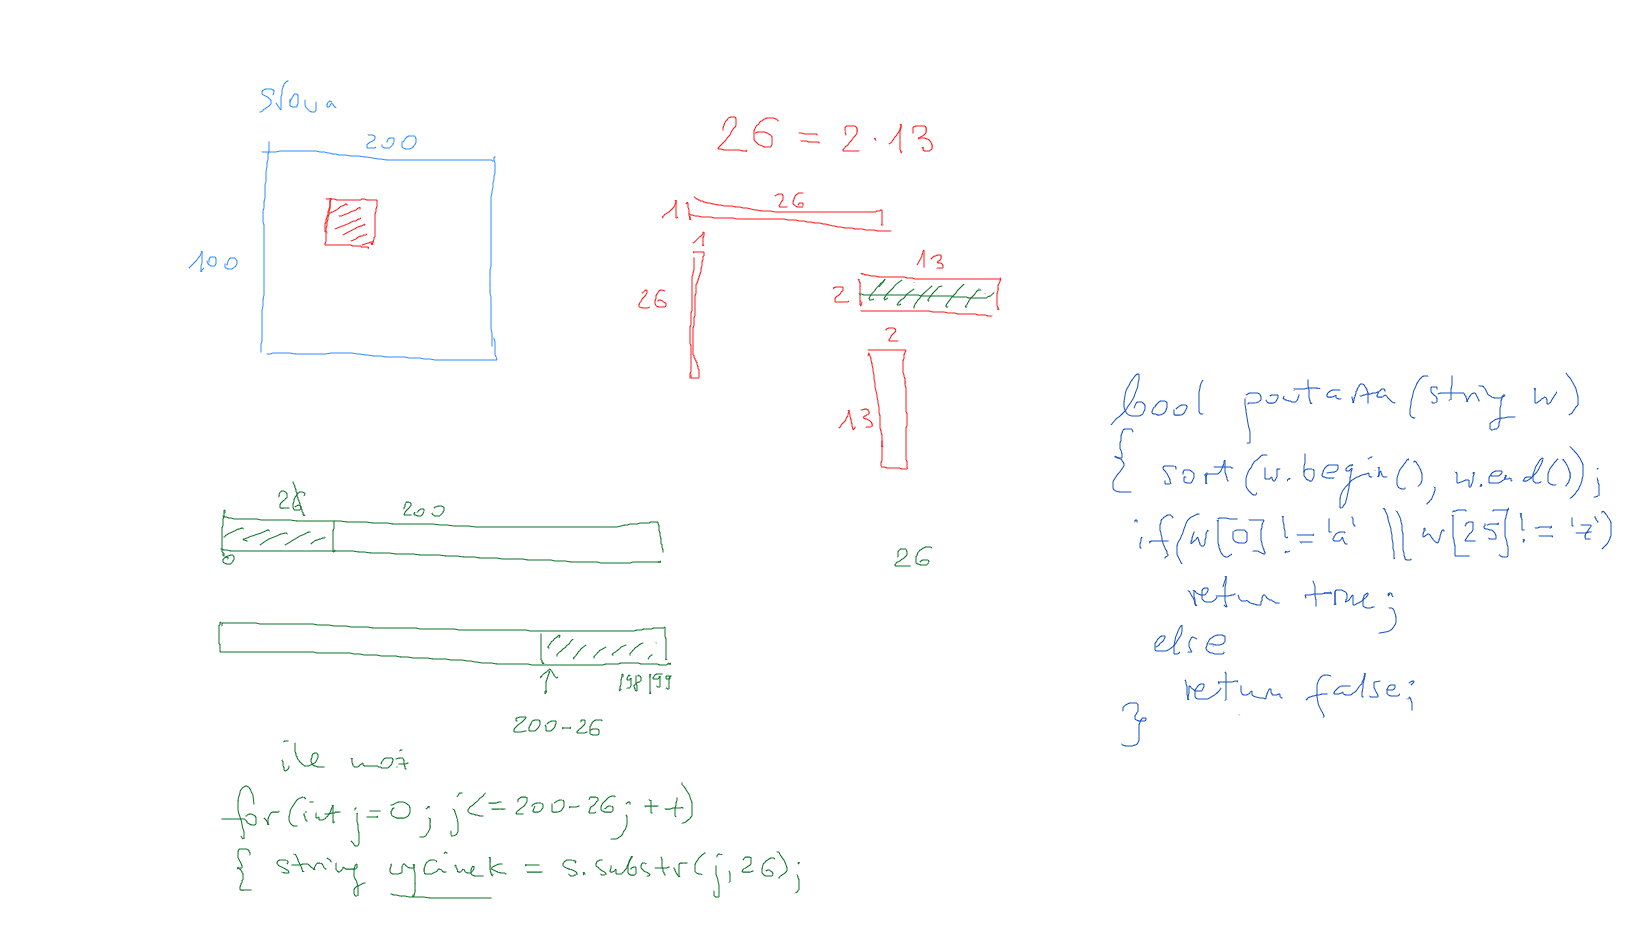 słowa
200
100
26 = 2·13
1
26
1
26
13
2
2
13
26
200
0
26
198 199
200-26
ile moż
for(int j=0; j<=200-26; ++)
{ string wycinek = s.substr(j,26);
bool powtarza(string w)
{ sort(w.begin(), w.end());
if(w[0]!='a' || w[25]!='z')
return true;
else
return false;
}